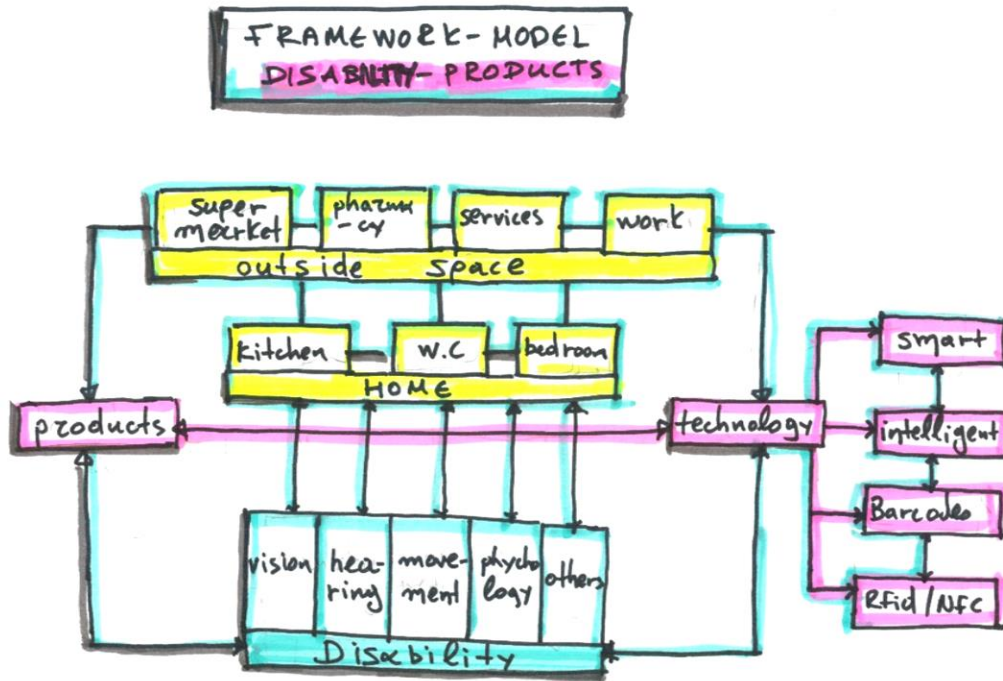 FRAMEWORK-MODEL
DISABILITY-PRODUCTS
super
market
pharma
-cy
services
work
outside space
kitchen
W.C
bedroom
HOME
products
technology
smart
intelligent
Barcodes
Rfid/NFC
vision
hea-
ring
move-
ment
phycho
logy
others
Disability